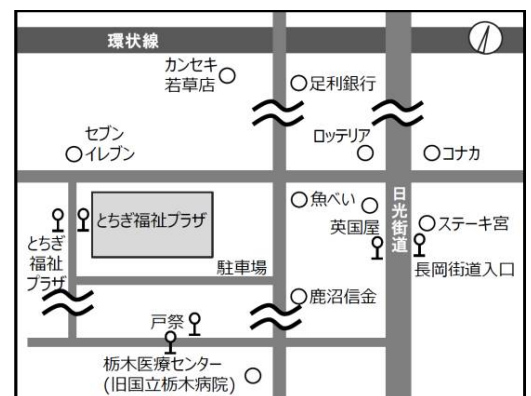 環状線
カンセキ
若草店
足利銀行
セブン
イレブン
ロッテリア
コナカ
とちぎ福祉プラザ
魚べい
英国屋
日光街道
ステーキ宮
とちぎ
福祉
プラザ
駐車場
長岡街道入口
鹿沼信金
戸祭
栃木医療センター
(旧国立栃木病院)